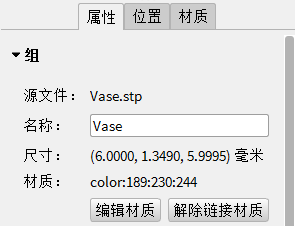 属性 位置 材质
组
源文件： Vase.stp
名称： Vase
尺寸： (6.0000, 1.3490, 5.9995) 毫米
材质： color:189:230:244
编辑材质 解除链接材质